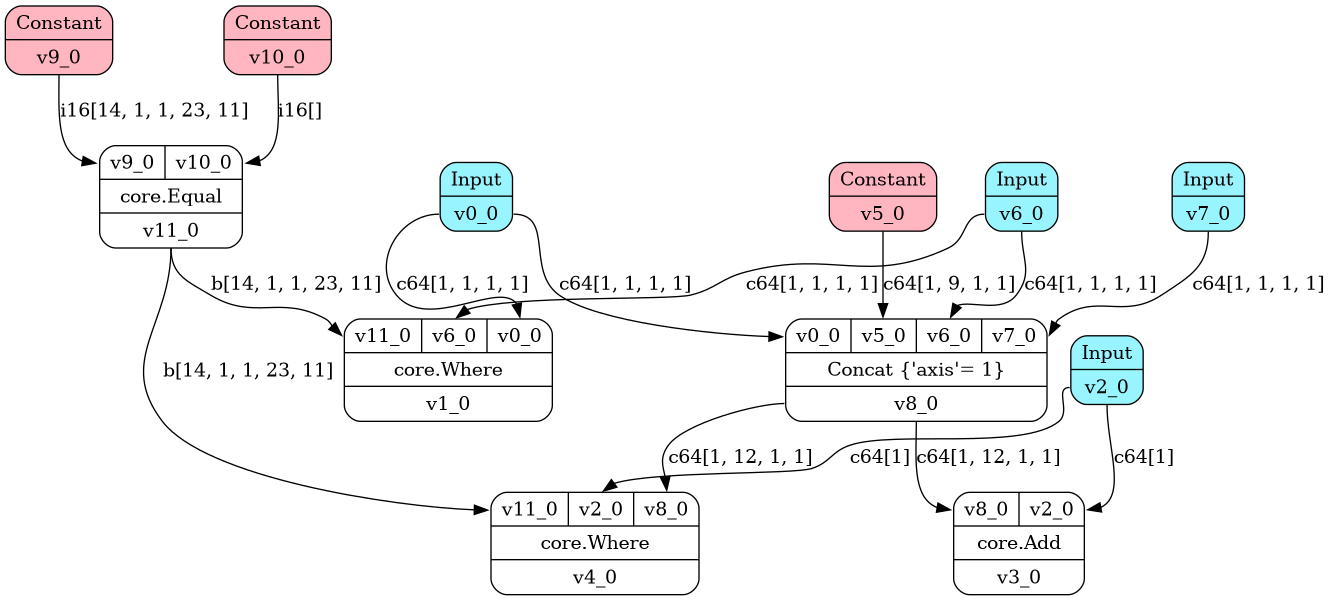 Constant
v9_0
Constant
v10_0
i16[14, 1, 1, 23, 11]
i16[]
v9_0
v10_0
core.Equal
v11_0
Input
v0_0
Constant
v5_0
Input
v6_0
Input
v7_0
b[14, 1, 1, 23, 11]
c64[1, 1, 1, 1]
c64[1, 1, 1, 1]
c64[1, 1, 1, 1]
c64[1, 9, 1, 1]
c64[1, 1, 1, 1]
c64[1, 1, 1, 1]
v11_0
v6_0
v0_0
core.Where
v1_0
v0_0
v5_0
v6_0
v7_0
Concat {'axis'= 1}
v8_0
Input
v2_0
b[14, 1, 1, 23, 11]
c64[1, 12, 1, 1]
c64[1]
c64[1, 12, 1, 1]
c64[1]
v11_0
v2_0
v8_0
core.Where
v4_0
v8_0
v2_0
core.Add
v3_0